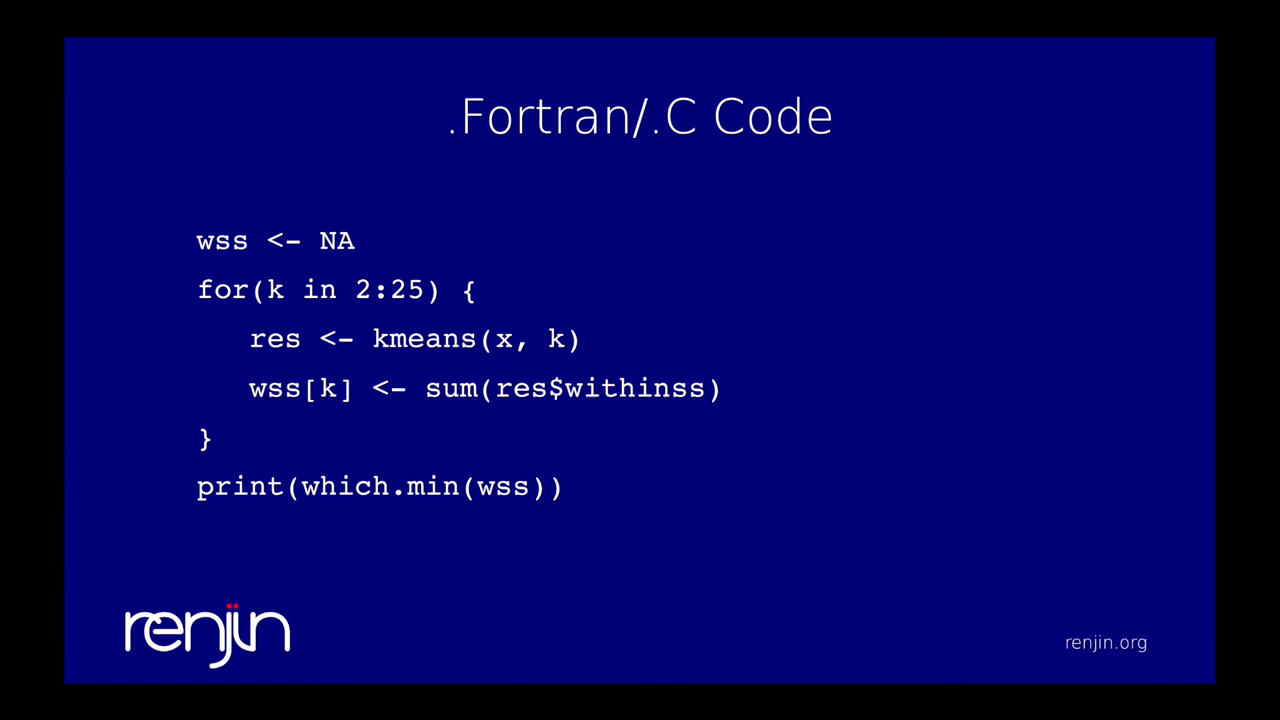 .Fortran/.C Code
wss <- NA
for(k in 2:25) {
   res <- kmeans(x, k)
   wss[k] <- sum(res$withinss)
}
print(which.min(wss))
renjin
renjin.org